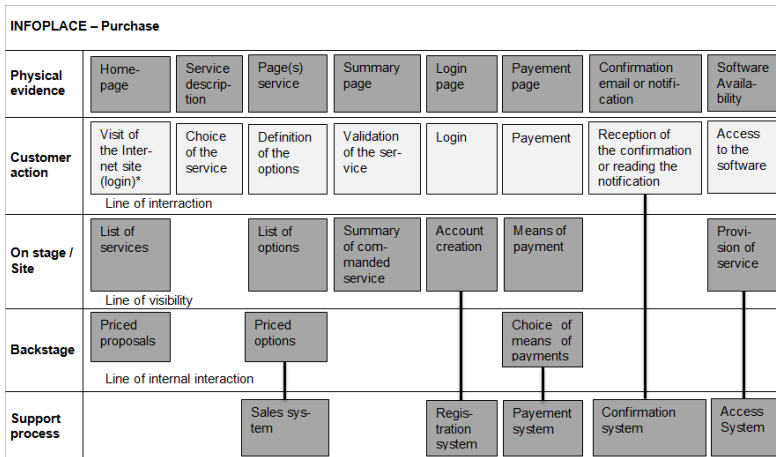 INFOPLACE – Purchase
Physical
evidence
Home-
page
Service
descrip-
tion
Page(s)
service
Summary
page
Login
page
Payement
page
Confirmation
email or notifi-
cation
Software
Availa-
bility
Customer
action
Visit of
the Inter-
net site
(login)*
Choice
of the
service
Definition
of the
options
Validation
of the ser-
vice
Login
Payement
Reception of
the confirmation
or reading the
notification
Access
to the
software
Line of interraction
On stage /
Site
List of
services
List of
options
Summary
of com-
manded
service
Account
creation
Means of
payment
Provi-
sion of
service
Line of visibility
Backstage
Priced
proposals
Priced
options
Choice of
means of
payments
Line of internal interaction
Support
process
Sales sys-
tem
Regis-
tration
system
Payement
system
Confirmation
system
Access
System